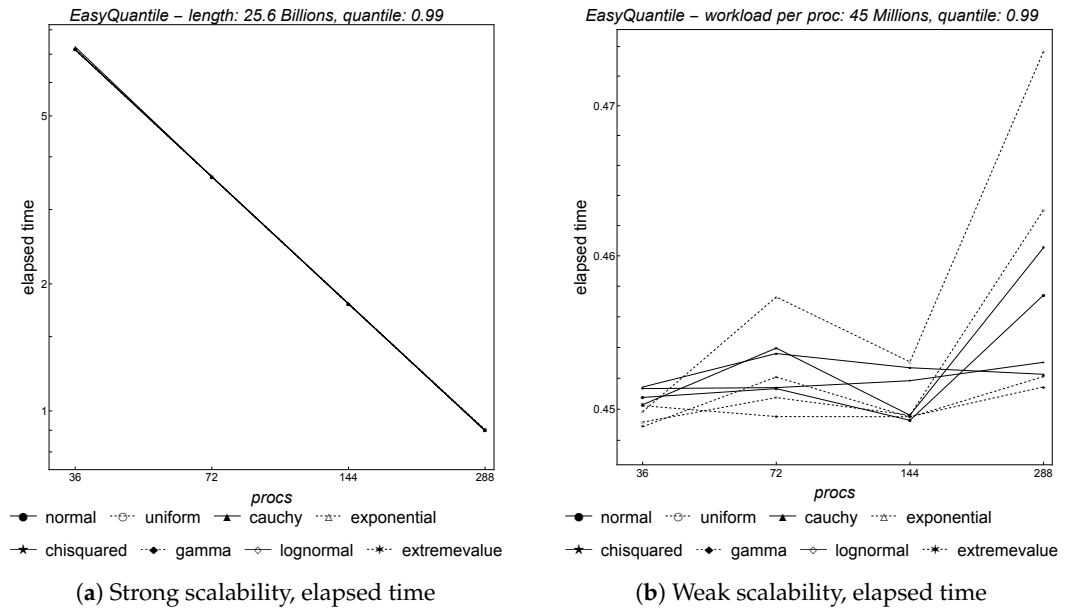 EasyQuantile − length: 25.6 Billions, quantile: 0.99
5
2
1
elapsed time
36 72 144 288
procs
normal uniform cauchy exponential
chisquared gamma lognormal extremevalue
(a) Strong scalability, elapsed time
EasyQuantile − workload per proc: 45 Millions, quantile: 0.99
0.47
0.46
0.45
elapsed time
36 72 144 288
procs
normal uniform cauchy exponential
chisquared gamma lognormal extremevalue
(b) Weak scalability, elapsed time